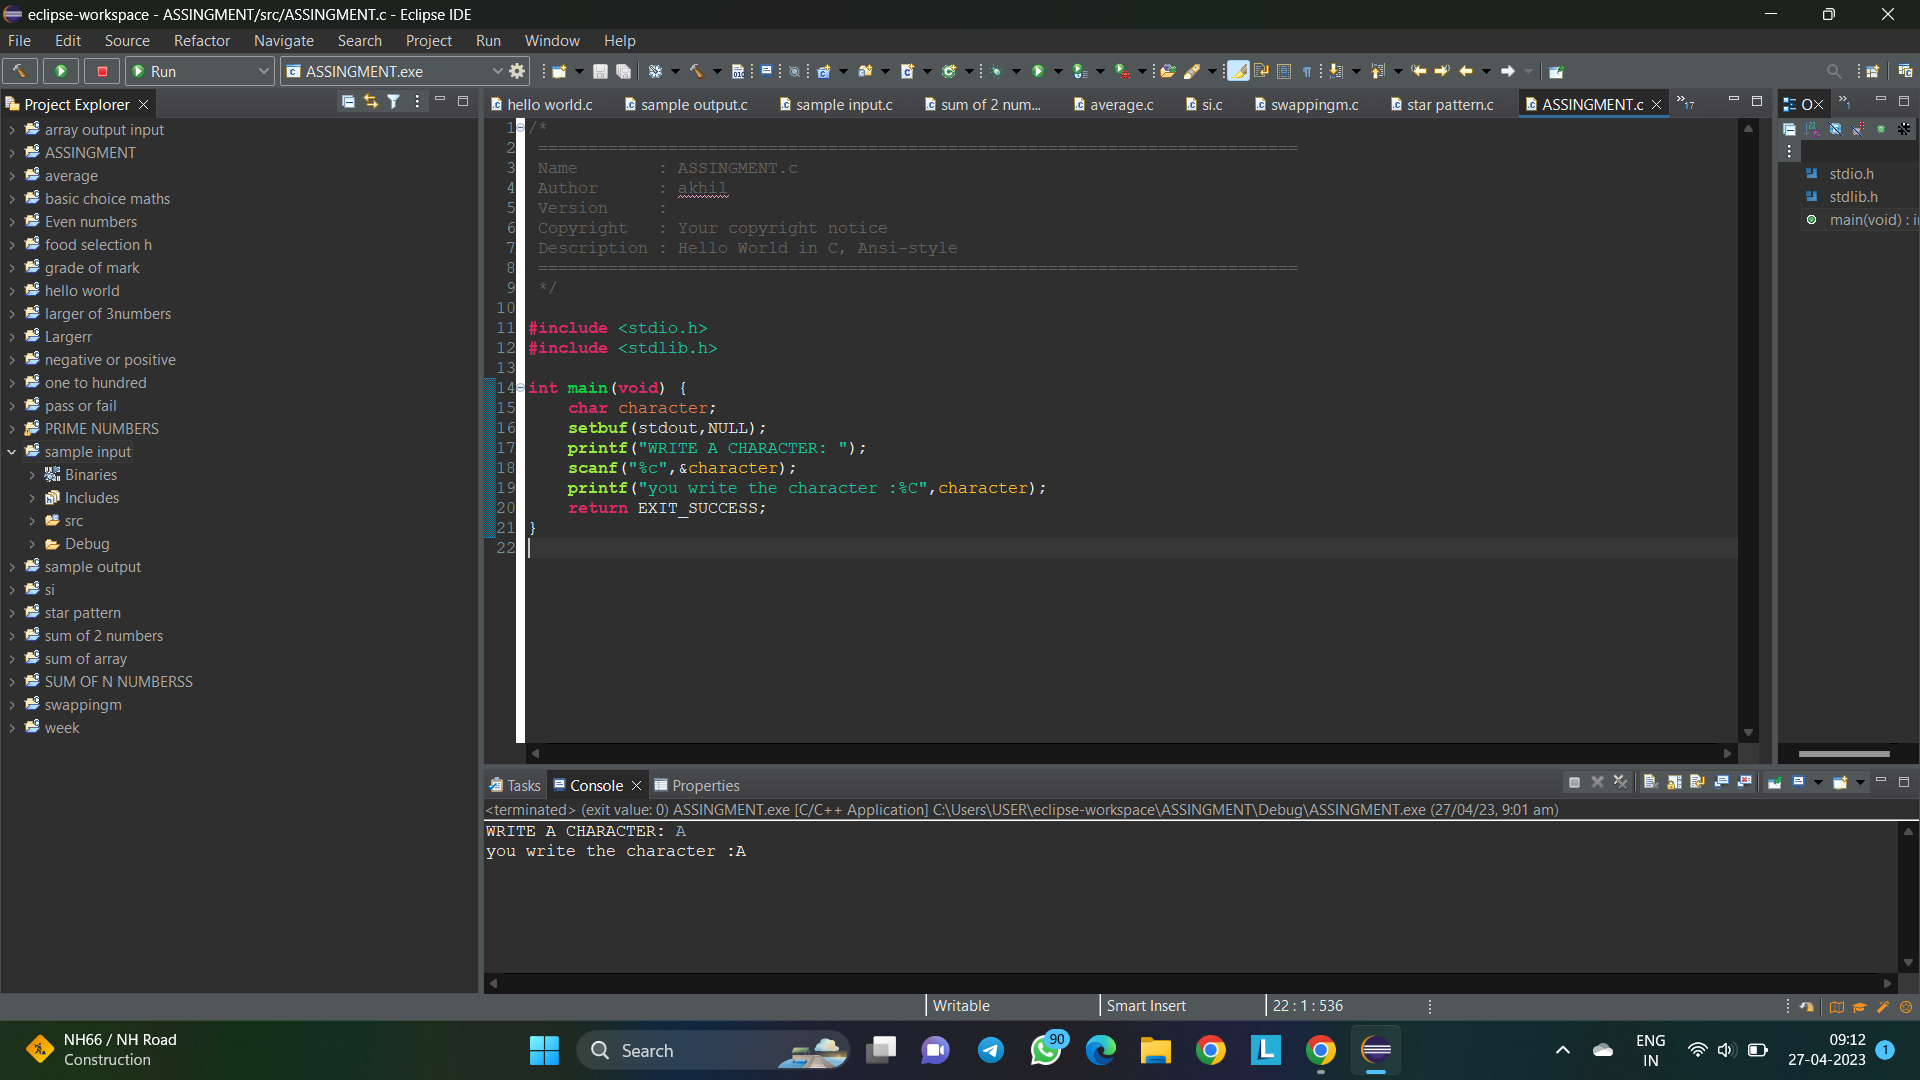 eclipse-workspace - ASSINGMENT/src/ASSINGMENT.c - Eclipse IDE
File Edit Source Refactor Navigate Search Project Run Window Help
Run ASSINGMENT.exe
Project Explorer
array output input
ASSINGMENT
average
basic choice maths
Even numbers
food selection h
grade of mark
hello world
larger of 3numbers
Largerr
negative or positive
one to hundred
pass or fail
PRIME NUMBERS
sample input
Binaries
Includes
src
Debug
sample output
si
star pattern
sum of 2 numbers
sum of array
SUM OF N NUMBERSS
swappingm
week
hello world.c sample output.c sample input.c sum of 2 num... average.c si.c swappingm.c star pattern.c ASSINGMENT.c »17
1 /*
2 ============================================================================
3 Name : ASSINGMENT.c
4 Author : akhil
5 Version :
6 Copyright : Your copyright notice
7 Description : Hello World in C, Ansi-style
8 ============================================================================
9 */
10
11 #include <stdio.h>
12 #include <stdlib.h>
13
14 int main(void) {
15 char character;
16 setbuf(stdout,NULL);
17 printf("WRITE A CHARACTER: ");
18 scanf("%c",&character);
19 printf("you write the character :%C",character);
20 return EXIT_SUCCESS;
21 }
22
O »1
stdio.h
stdlib.h
main(void) : i
Tasks Console Properties
<terminated> (exit value: 0) ASSINGMENT.exe [C/C++ Application] C:\Users\USER\eclipse-workspace\ASSINGMENT\Debug\ASSINGMENT.exe (27/04/23, 9:01 am)
WRITE A CHARACTER: A
you write the character :A
Writable Smart Insert 22 : 1 : 536
NH66 / NH Road
Construction
Search
90
L
ENG
IN
09:12
27-04-2023
1